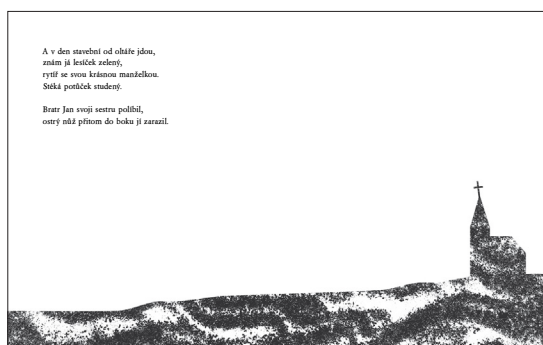 A v den stavební od oltáře jdou,
znám já lesíček zelený,
rytíř se svou krásnou manželkou.
Stéká potůček studený.
Bratr Jan svoji sestru políbil,
ostrý nůž přitom do boku jí zarazil.